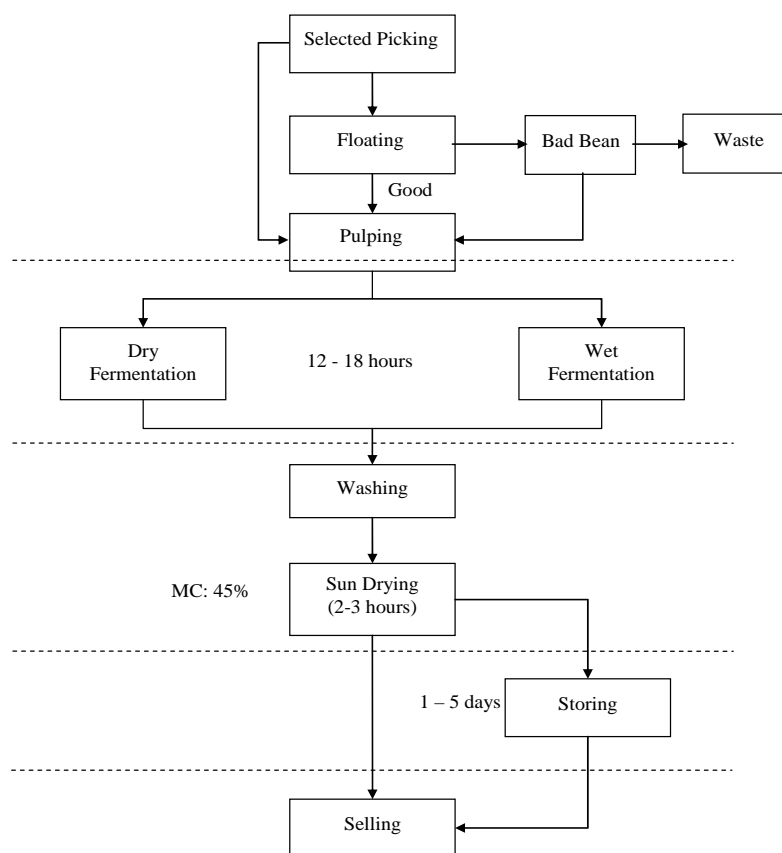 Selected Picking
Floating
Bad Bean
Waste
Good
Pulping
Dry
Fermentation
12 - 18 hours
Wet
Fermentation
Washing
MC: 45%
Sun Drying
(2-3 hours)
1 – 5 days
Storing
Selling